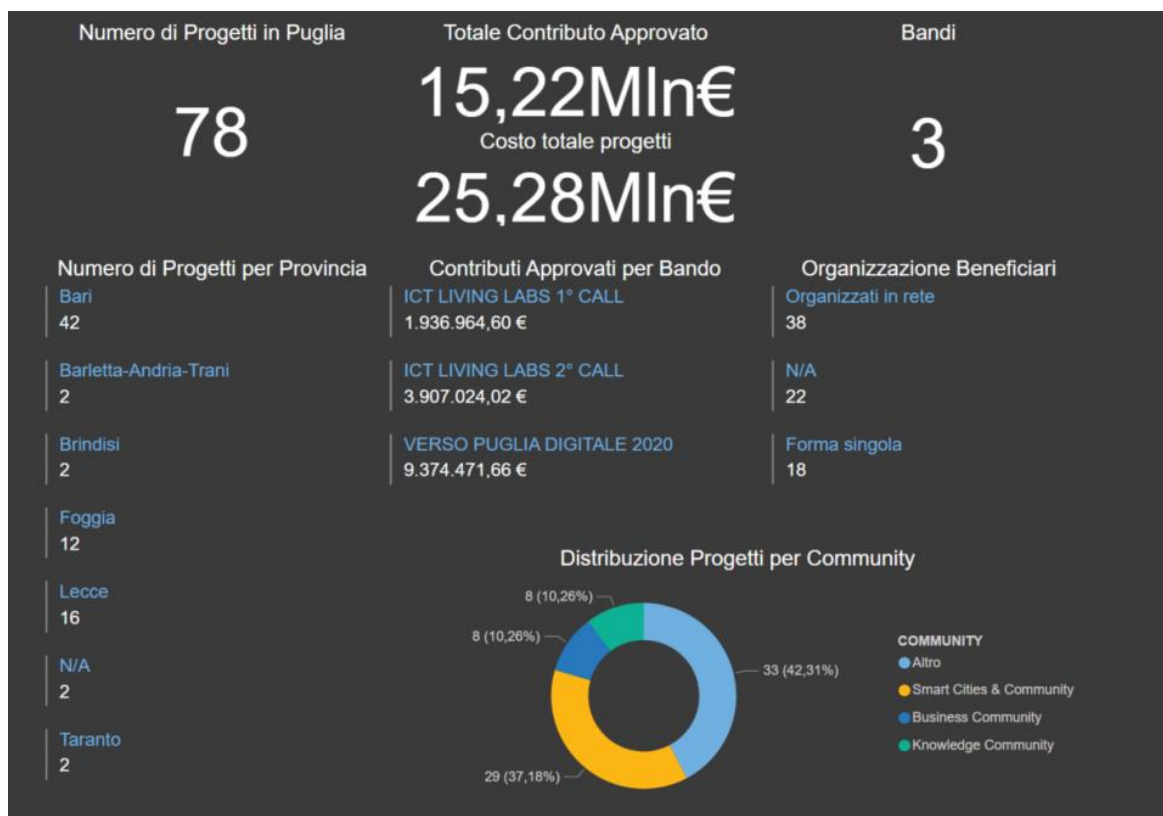 Numero di Progetti in Puglia
78
Totale Contributo Approvato
15,22Mln€
Costo totale progetti
25,28Mln€
Bandi
3
Numero di Progetti per Provincia
Bari
42
Barletta-Andria-Trani
2
Brindisi
2
Foggia
12
Lecce
16
N/A
2
Taranto
2
Contributi Approvati per Bando
ICT LIVING LABS 1° CALL
1.936.964,60 €
ICT LIVING LABS 2° CALL
3.907.024,02 €
VERSO PUGLIA DIGITALE 2020
9.374.471,66 €
Organizzazione Beneficiari
Organizzati in rete
38
N/A
22
Forma singola
18
Distribuzione Progetti per Community
8 (10,26%)
8 (10,26%)
33 (42,31%)
29 (37,18%)
COMMUNITY
Altro
Smart Cities & Community
Business Community
Knowledge Community